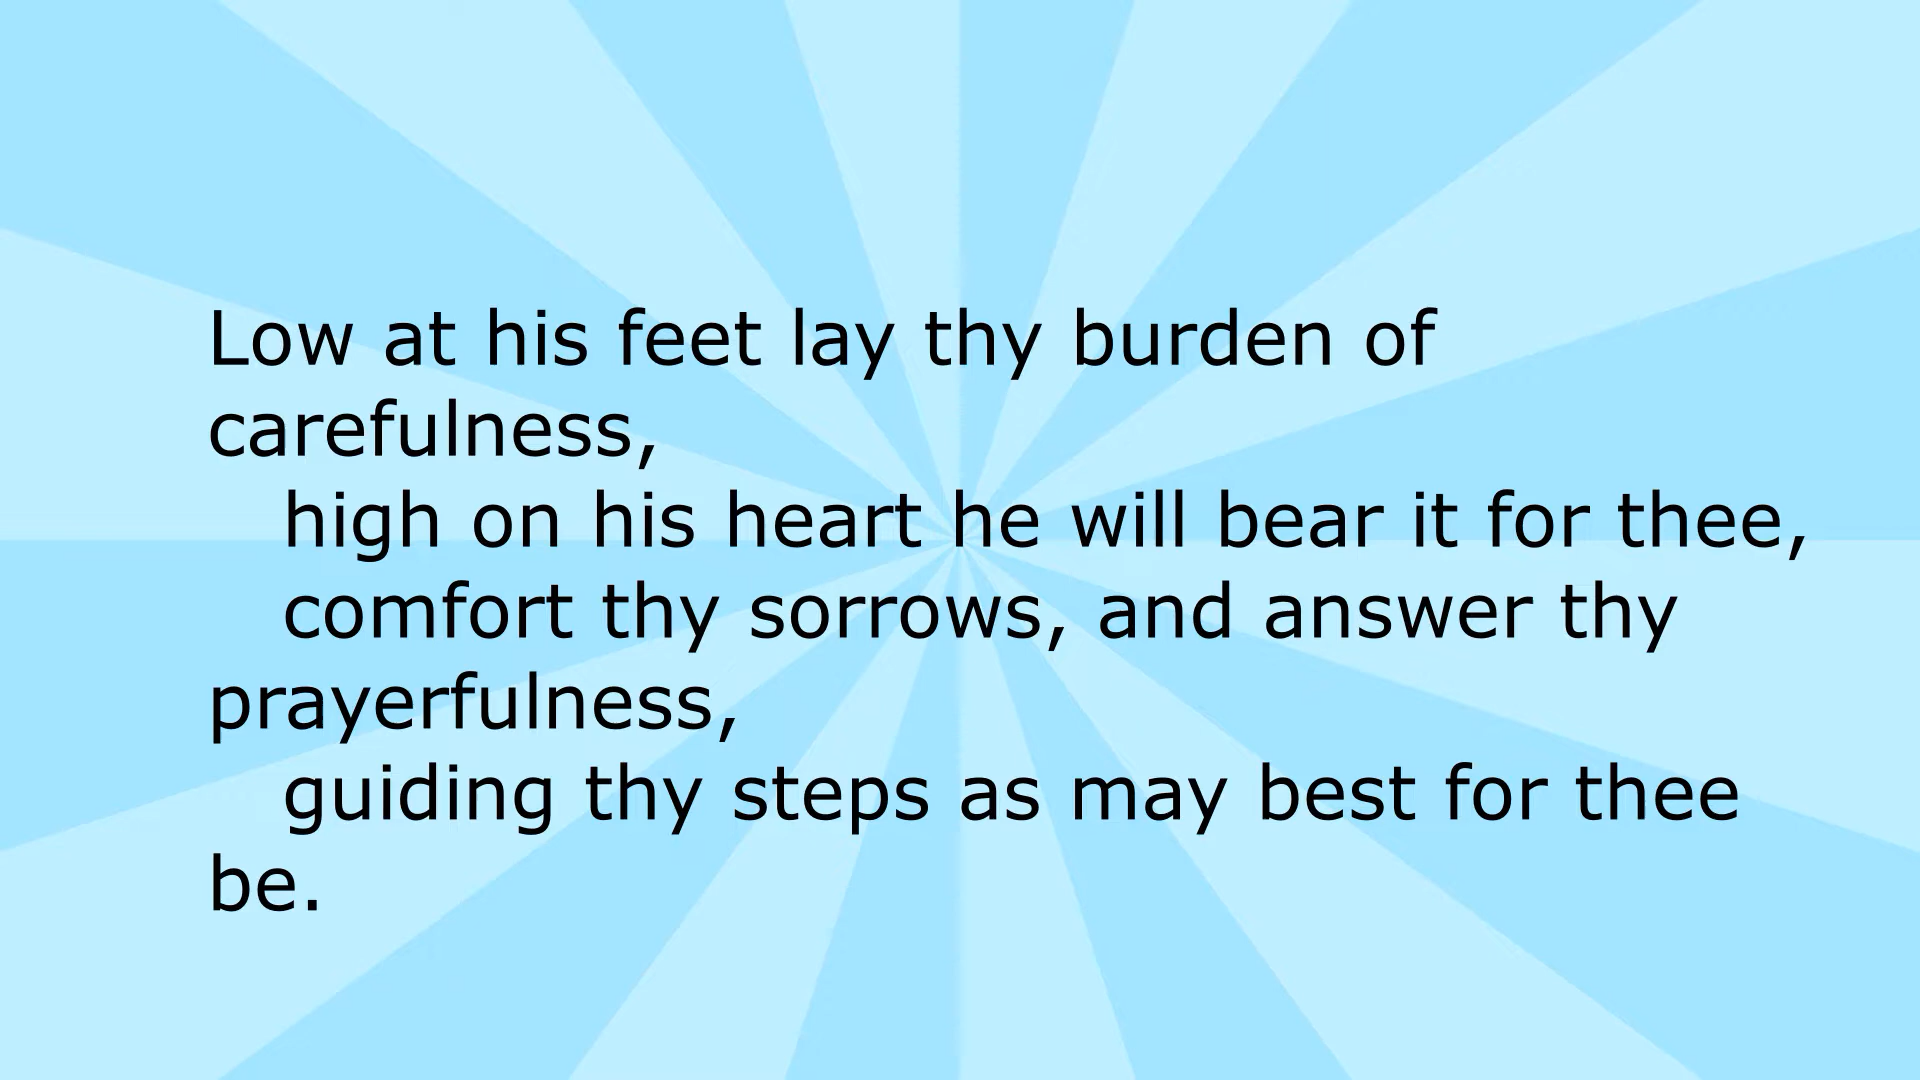 Low at his feet lay thy burden of
carefulness,
high on his heart he will bear it for thee,
comfort thy sorrows, and answer thy
prayerfulness,
guiding thy steps as may best for thee
be.